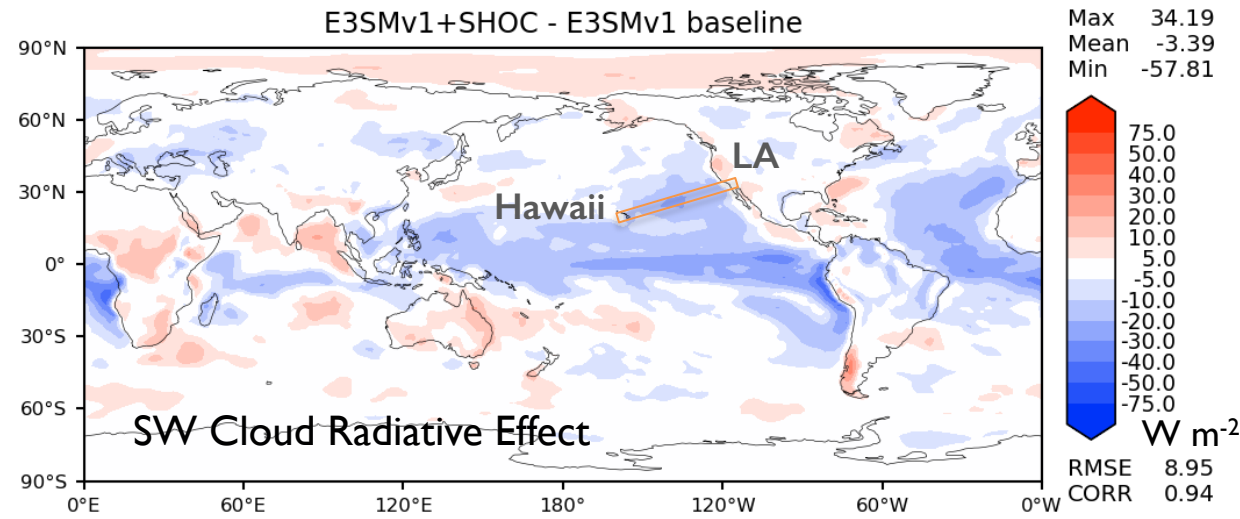 E3SMv1+SHOC - E3SMv1 baseline
Max 34.19
Mean -3.39
Min -57.81
90°N
60°N
30°N
0°
30°S
60°S
90°S
LA
Hawaii
SW Cloud Radiative Effect
0°E
60°E
120°E
180°
120°W
60°W
0°W
75.0
50.0
40.0
30.0
20.0
10.0
5.0
-5.0
-10.0
-20.0
-30.0
-40.0
-50.0
-75.0
W m-2
RMSE 8.95
CORR 0.94